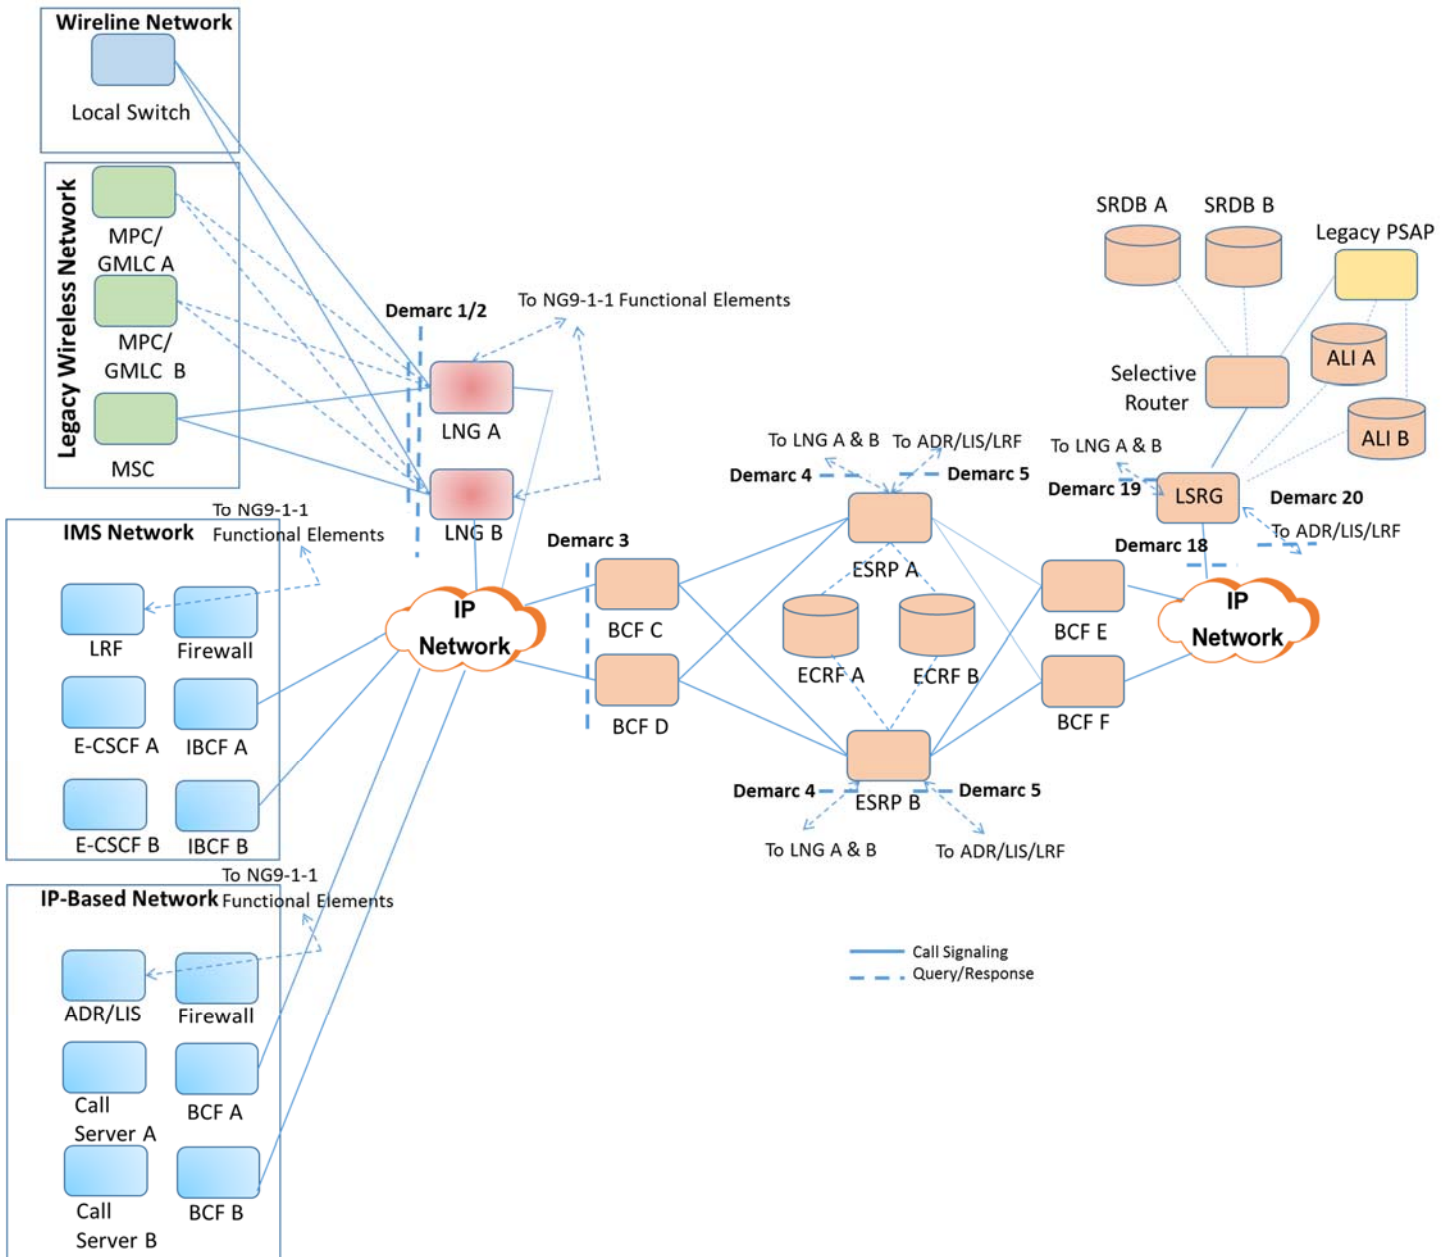 Wireline Network
Local Switch
Legacy Wireless Network
MPC/
GMLC A
MPC/
GMLC B
MSC
Demarc 1/2
To NG9-1-1 Functional Elements
LNG A
LNG B
IMS Network
To NG9-1-1
Functional Elements
LRF
Firewall
E-CSCF A
IBCF A
E-CSCF B
IBCF B
IP-Based Network
To NG9-1-1
Functional Elements
ADR/LIS
Firewall
Call
Server A
BCF A
Call
Server B
BCF B
IP
Network
Demarc 3
BCF C
BCF D
To LNG A & B
To ADR/LIS/LRF
Demarc 4
Demarc 5
ESRP A
ECRF A
ECRF B
Demarc 4
Demarc 5
ESRP B
To LNG A & B
To ADR/LIS/LRF
BCF E
BCF F
SRDB A
SRDB B
Legacy PSAP
Selective
Router
ALI A
ALI B
To LNG A & B
Demarc 19
LSRG
Demarc 20
To ADR/LIS/LRF
Demarc 18
IP
Network
Call Signaling
Query/Response